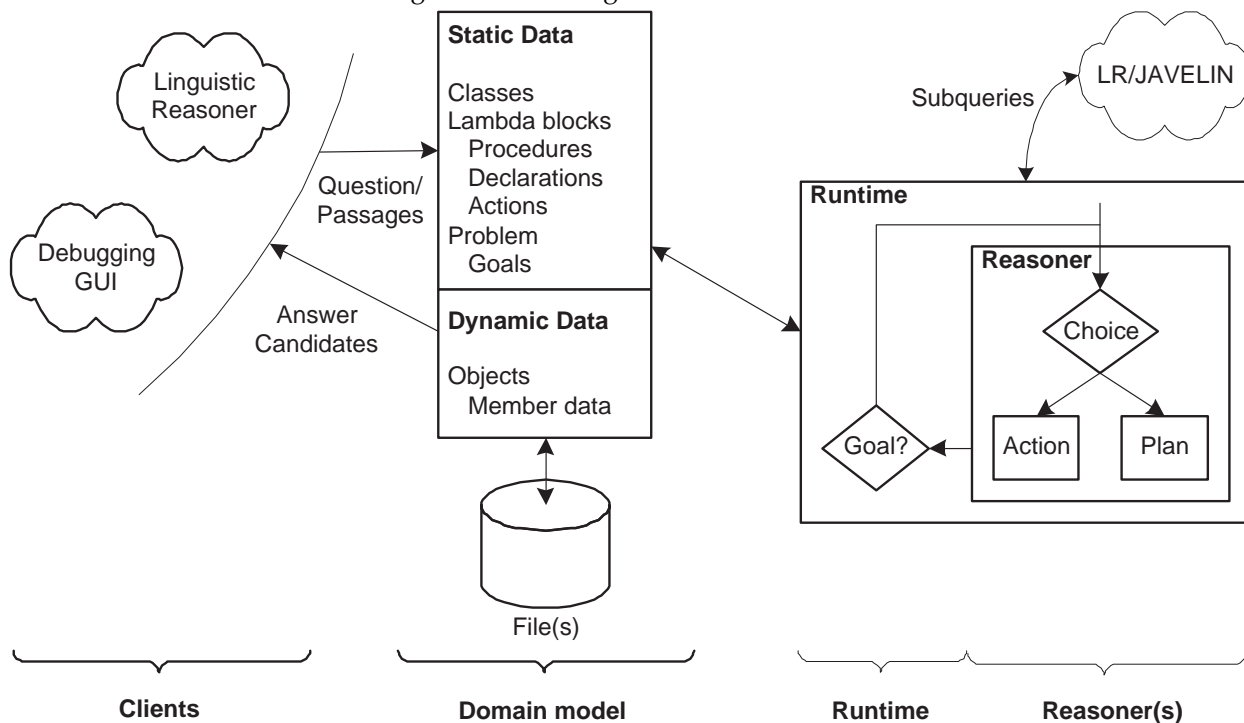 Linguistic
Reasoner
Debugging
GUI
Question/
Passages
Answer
Candidates
Static Data
Classes
Lambda blocks
Procedures
Declarations
Actions
Problem
Goals
Dynamic Data
Objects
Member data
File(s)
Subqueries
LR/JAVELIN
Runtime
Reasoner
Choice
Goal?
Action
Plan
Clients
Domain model
Runtime
Reasoner(s)